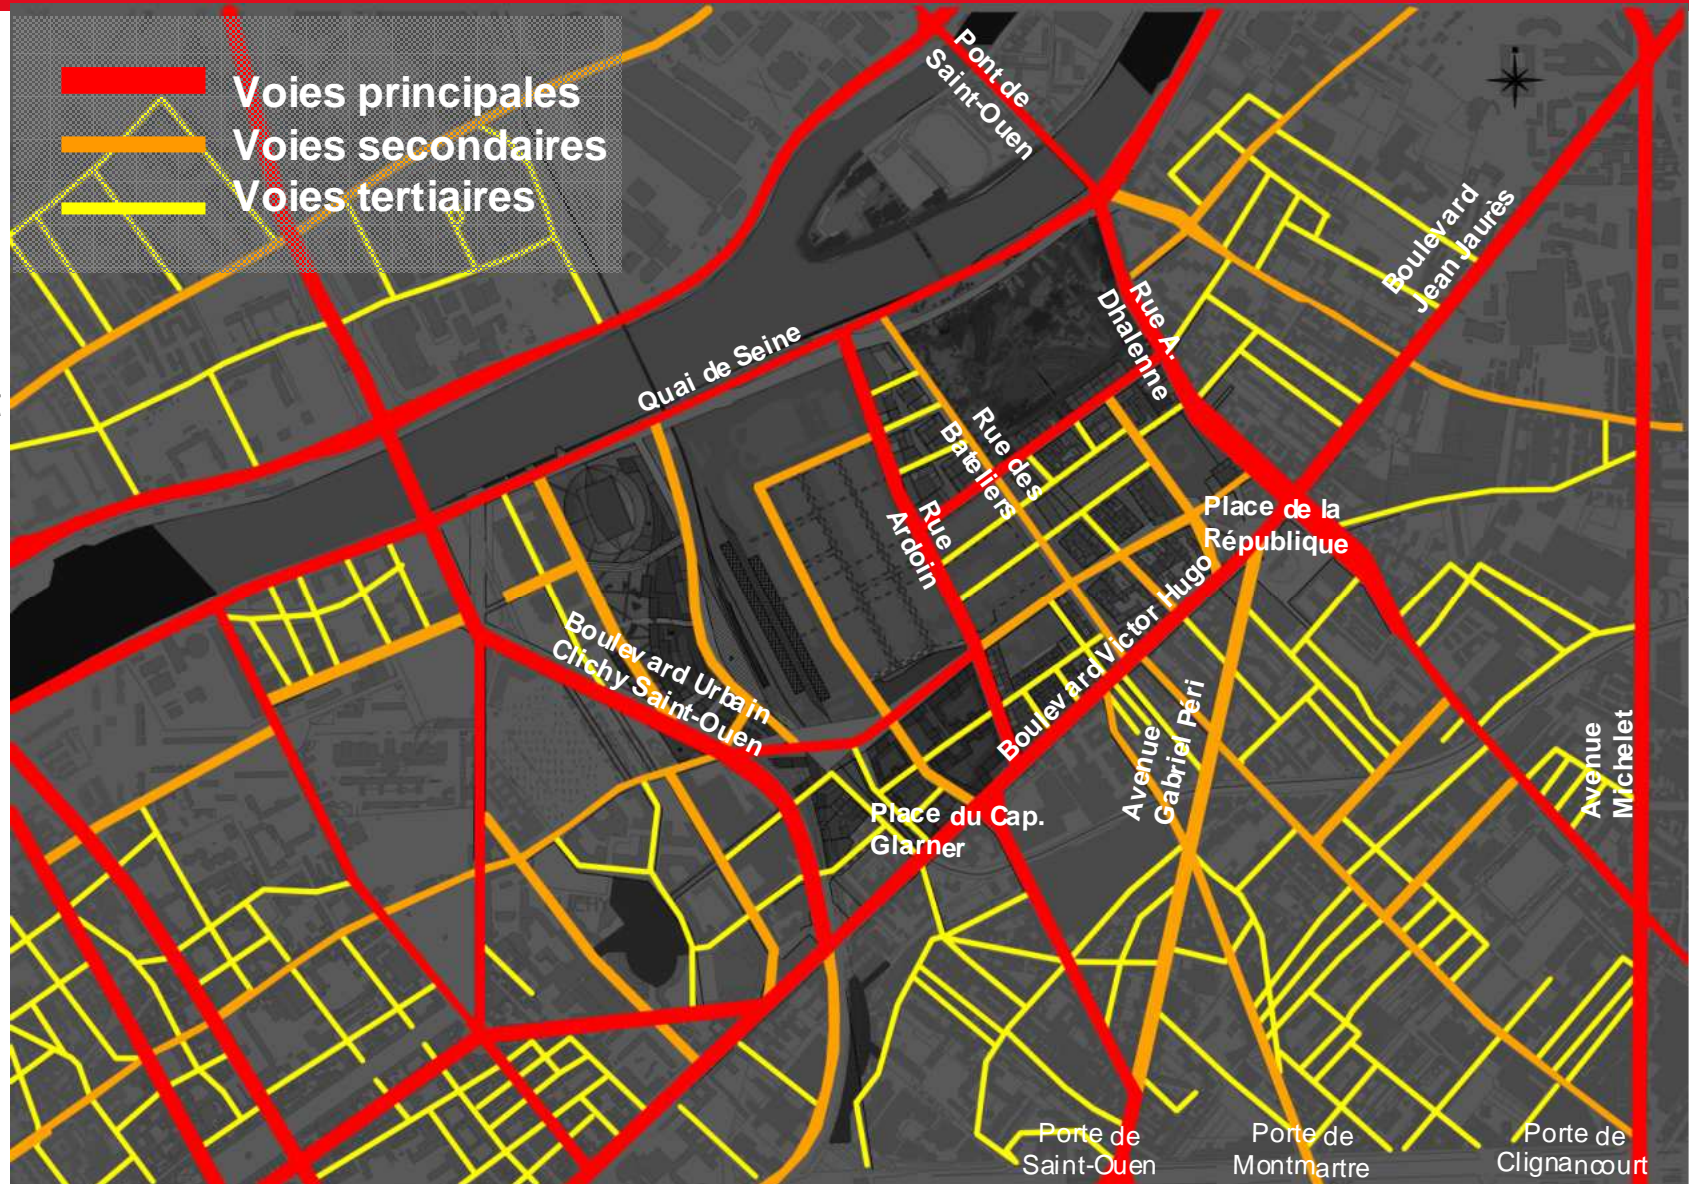 Voies principales
Voies secondaires
Voies tertiaires
Pont de
Saint-Ouen
Boulevard
Jean Jaurès
Rue A.
Dhalenne
Quai de Seine
Rue des
Bateliers
Rue
Ardoin
Place de la
République
Boulevard Victor Hugo
Boulevard Urbain
Clichy Saint-Ouen
Avenue
Gabriel Péri
Avenue
Michelet
Place du Cap.
Glarner
Porte de
Saint-Ouen
Porte de
Montmartre
Porte de
Clignancourt